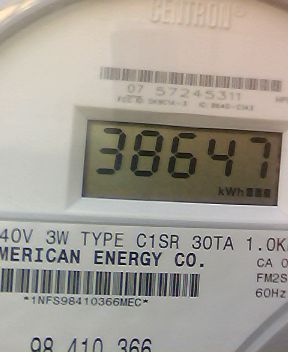 CENTRON®
07 57245311
38647
kWh
40V 3W TYPE C1SR 30TA 1.0K
MERICAN ENERGY CO.
CA 0
FM2S
60Hz
*1NFS98410366MEC*
98 410 366